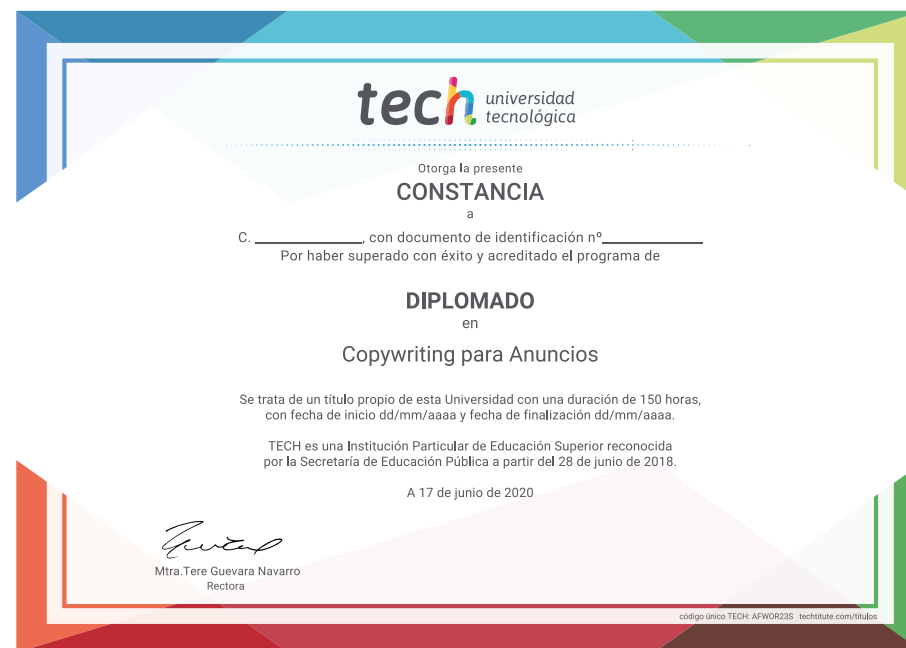 tech universidad
tecnológica
Otorga la presente
CONSTANCIA
a
C. ______________, con documento de identificación nº_____________
Por haber superado con éxito y acreditado el programa de
DIPLOMADO
en
Copywriting para Anuncios
Se trata de un título propio de esta Universidad con una duración de 150 horas,
con fecha de inicio dd/mm/aaaa y fecha de finalización dd/mm/aaaa.
TECH es una Institución Particular de Educación Superior reconocida
por la Secretaría de Educación Pública a partir del 28 de junio de 2018.
A 17 de junio de 2020
Mtra.Tere Guevara Navarro
Rectora
código único TECH: AFWOR23S techtitute.com/titulos